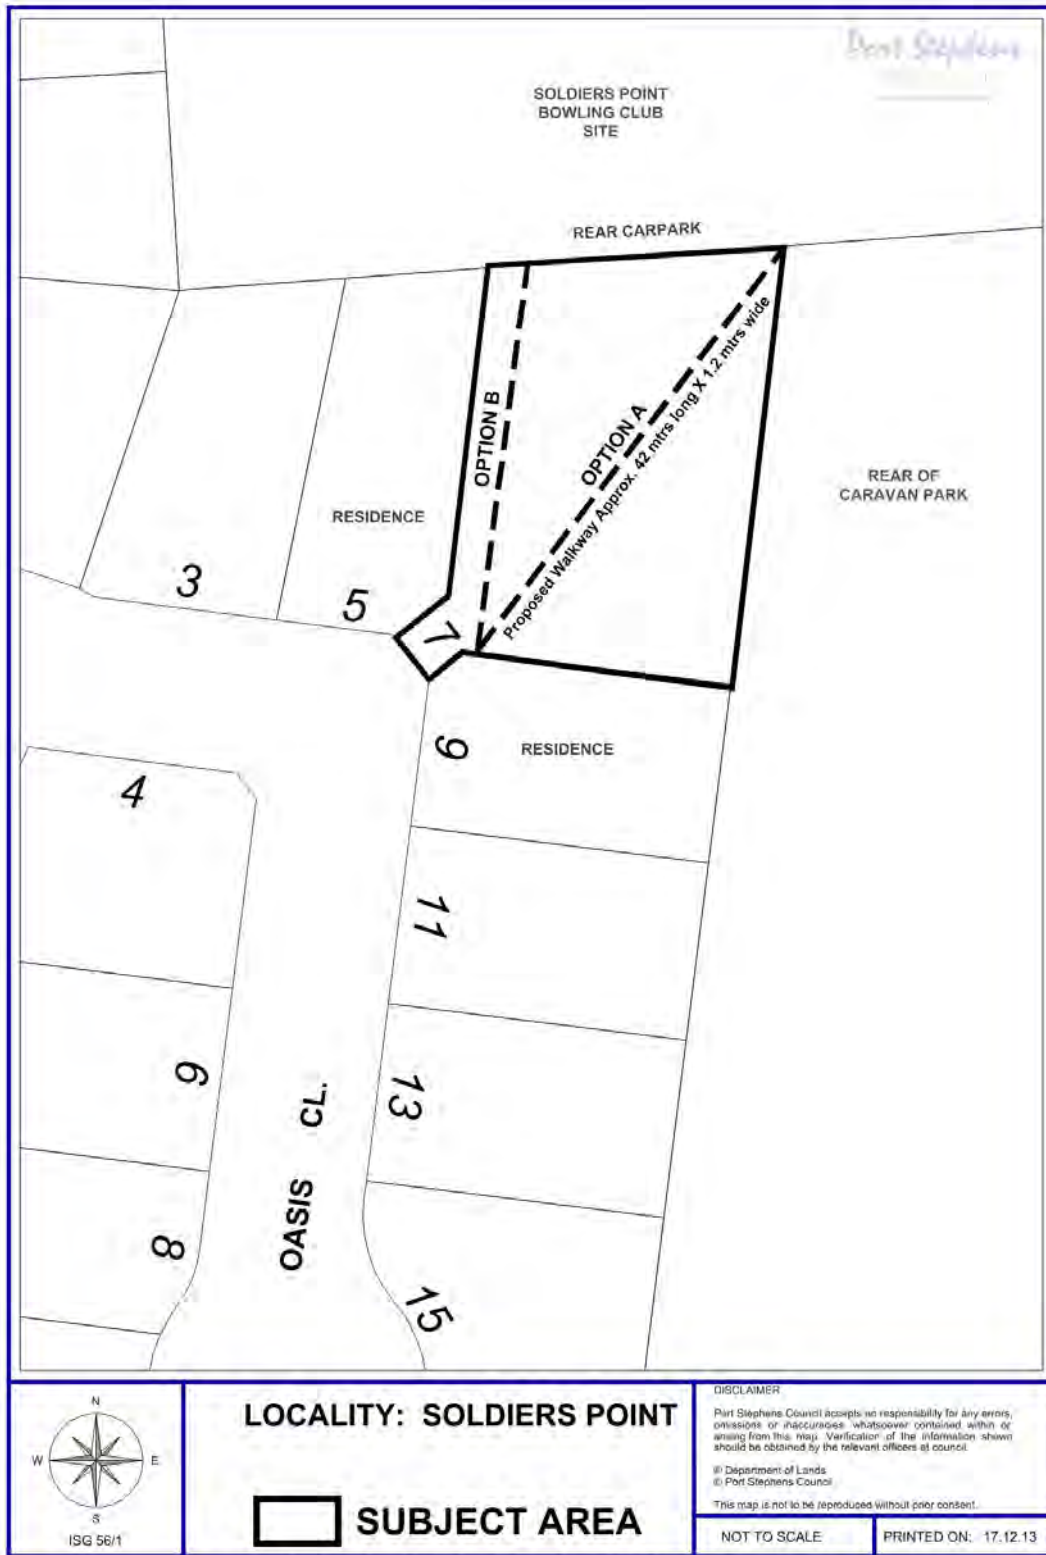 Port Stephens
SOLDIERS POINT
BOWLING CLUB
SITE
REAR CARPARK
OPTION B
OPTION A
Proposed Walkway Approx. 42 mtrs long X 1.2 mtrs wide
REAR OF
CARAVAN PARK
RESIDENCE
3
5
7
9
RESIDENCE
4
11
6
13
OASIS CL.
8
15
N
W
E
S
ISG 56/1
LOCALITY: SOLDIERS POINT
SUBJECT AREA
DISCLAIMER
Port Stephens Council accepts no responsibility for any errors,
omissions or inaccuracies whatsoever contained within or
arising from this map. Verification of the information shown
should be obtained by the relevant officers at council.
© Department of Lands
© Port Stephens Council
This map is not to be reproduced without prior consent.
NOT TO SCALE
PRINTED ON: 17.12.13